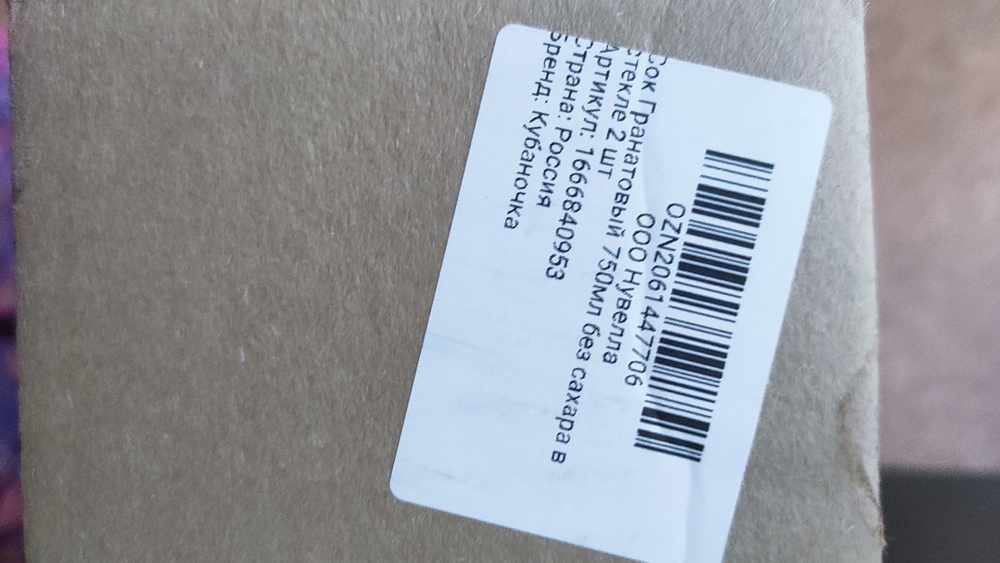 OZN2061447706
ООО Нувелла
Сок Гранатовый 750мл без сахара в
стекле 2 шт
Артикул: 1666840953
Страна: Россия
Бренд: Кубаночка